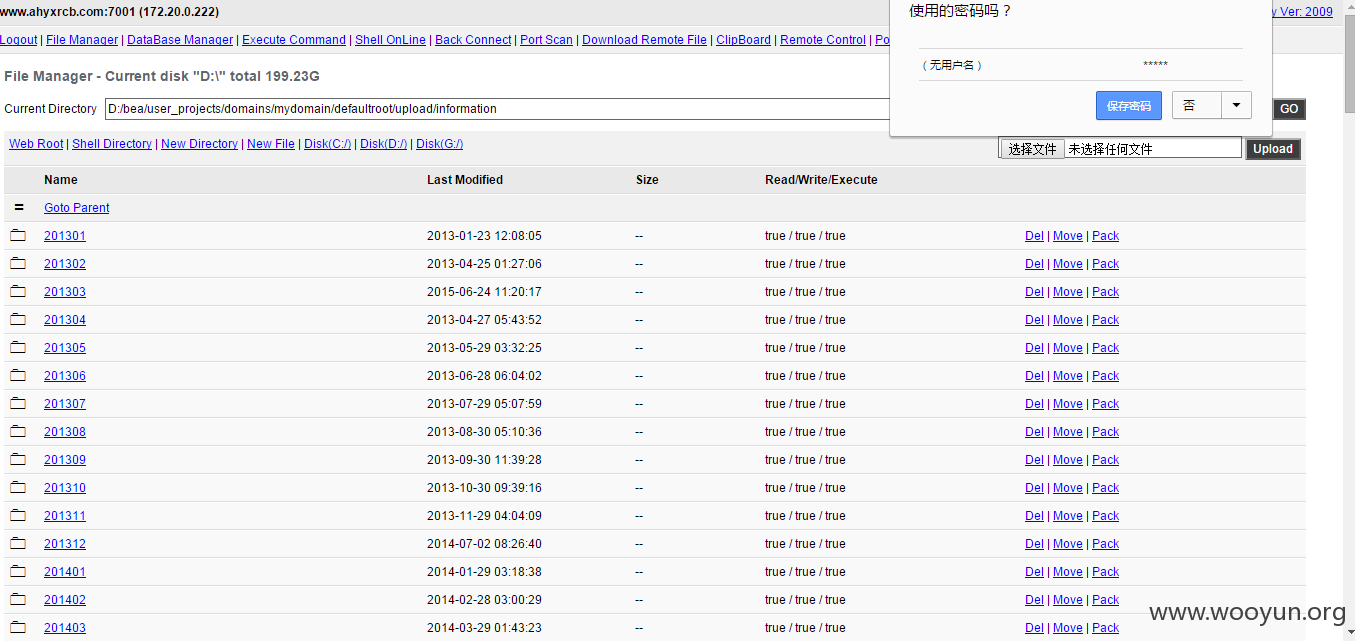 www.ahyxrcb.com:7001 (172.20.0.222)
y Ver: 2009
使用的密码吗？
（无用户名） *****
保存密码 否
Logout | File Manager | DataBase Manager | Execute Command | Shell OnLine | Back Connect | Port Scan | Download Remote File | ClipBoard | Remote Control | Po
File Manager - Current disk "D:\" total 199.23G
Current Directory D:/bea/user_projects/domains/mydomain/defaultroot/upload/information GO
Web Root | Shell Directory | New Directory | New File | Disk(C:/) | Disk(D:/) | Disk(G:/)
选择文件 未选择任何文件 Upload
Name Last Modified Size Read/Write/Execute
= Goto Parent
201301 2013-01-23 12:08:05 -- true / true / true Del | Move | Pack
201302 2013-04-25 01:27:06 -- true / true / true Del | Move | Pack
201303 2015-06-24 11:20:17 -- true / true / true Del | Move | Pack
201304 2013-04-27 05:43:52 -- true / true / true Del | Move | Pack
201305 2013-05-29 03:32:25 -- true / true / true Del | Move | Pack
201306 2013-06-28 06:04:02 -- true / true / true Del | Move | Pack
201307 2013-07-29 05:07:59 -- true / true / true Del | Move | Pack
201308 2013-08-30 05:10:36 -- true / true / true Del | Move | Pack
201309 2013-09-30 11:39:28 -- true / true / true Del | Move | Pack
201310 2013-10-30 09:39:16 -- true / true / true Del | Move | Pack
201311 2013-11-29 04:04:09 -- true / true / true Del | Move | Pack
201312 2014-07-02 08:26:40 -- true / true / true Del | Move | Pack
201401 2014-01-29 03:18:38 -- true / true / true Del | Move | Pack
201402 2014-02-28 03:00:29 -- true / true / true Del | Move | Pack
201403 2014-03-29 01:43:23 -- true / true / true Del | Move | Pack
www.wooyun.org